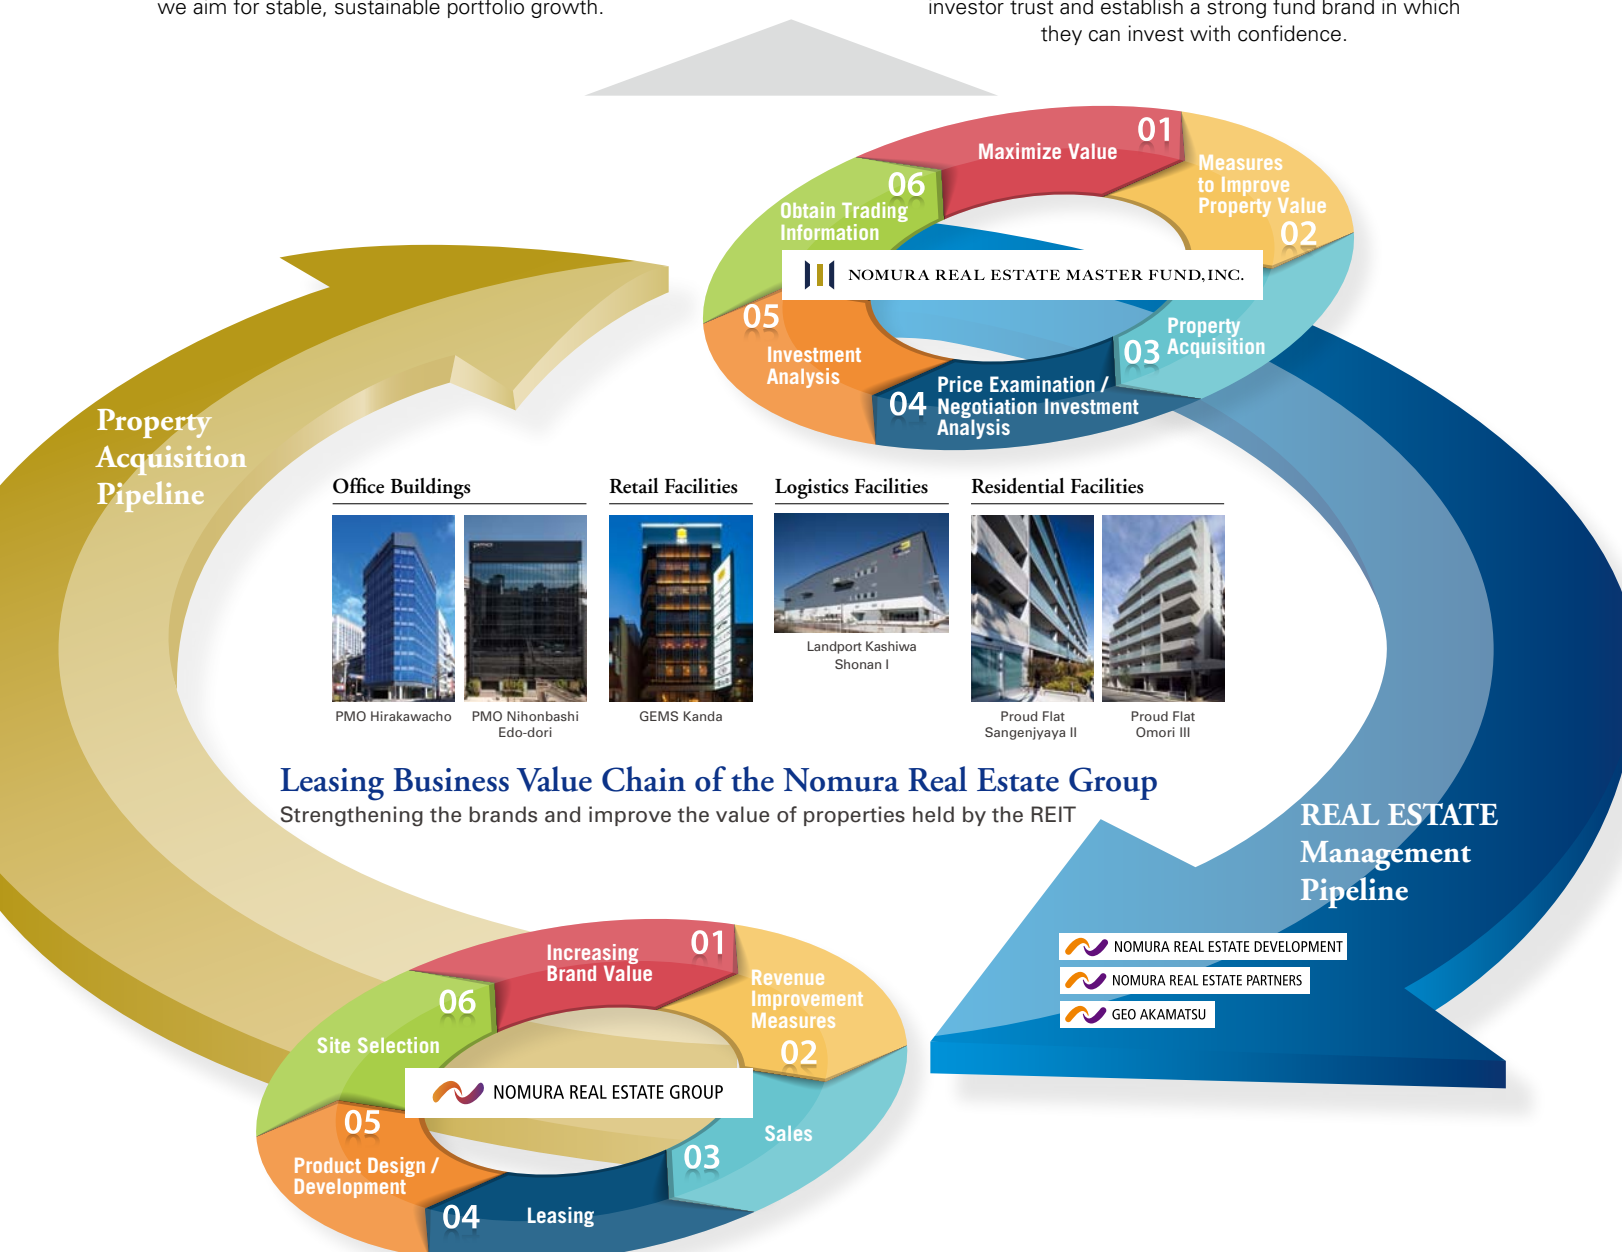 we aim for stable, sustainable portfolio growth.
investor trust and establish a strong fund brand in which
they can invest with confidence.
01
Maximize Value
Measures
to Improve
Property Value
02
06
Obtain Trading
Information
NOMURA REAL ESTATE MASTER FUND, INC.
05
Investment
Analysis
03
Property
Acquisition
04
Price Examination /
Negotiation Investment
Analysis
Property
Acquisition
Pipeline
Office Buildings
Retail Facilities
Logistics Facilities
Residential Facilities
PMO Hirakawacho
PMO Nihonbashi
Edo-dori
GEMS Kanda
Landport Kashiwa
Shonan I
Proud Flat
Sangenjyaya II
Proud Flat
Omori III
Leasing Business Value Chain of the Nomura Real Estate Group
Strengthening the brands and improve the value of properties held by the REIT
REAL ESTATE
Management
Pipeline
NOMURA REAL ESTATE DEVELOPMENT
NOMURA REAL ESTATE PARTNERS
GEO AKAMATSU
01
Increasing
Brand Value
Revenue
Improvement
Measures
02
06
Site Selection
NOMURA REAL ESTATE GROUP
05
Product Design /
Development
Sales
03
04
Leasing